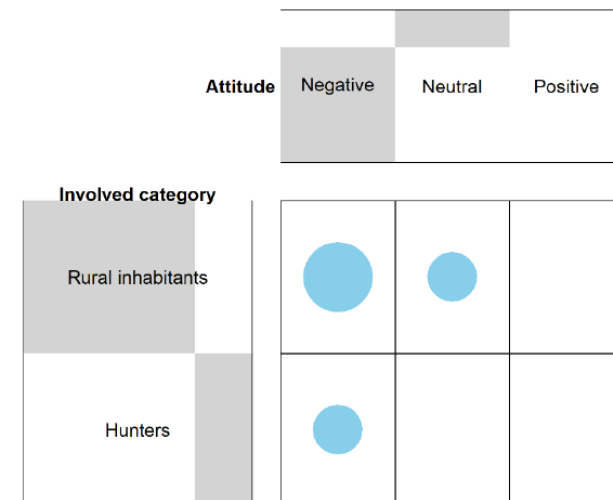 Attitude Negative Neutral Positive
Involved category
Rural inhabitants
Hunters